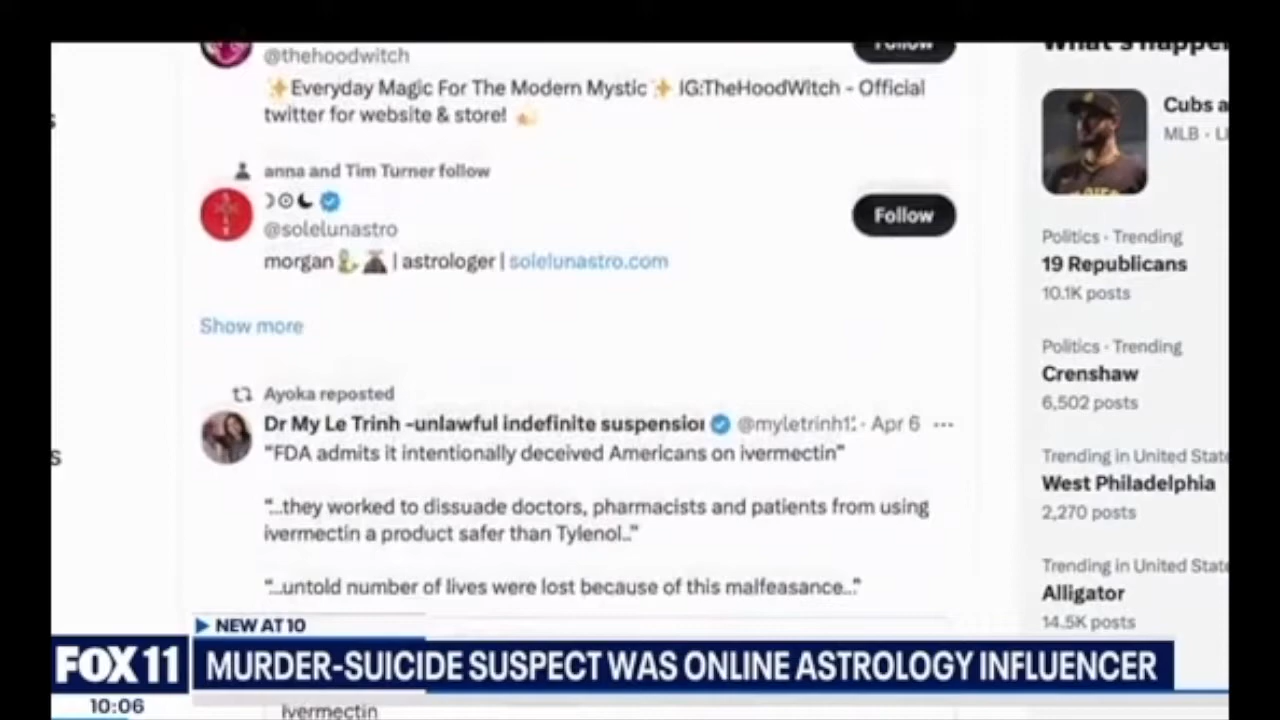 @thehoodwitch
Follow
✨Everyday Magic For The Modern Mystic✨ IG:TheHoodWitch - Official
twitter for website & store!
anna and Tim Turner follow
@solelunastro
Follow
morgan | astrologer | solelunastro.com
Show more
Ayoka reposted
Dr My Le Trinh -unlawful indefinite @myletrinh1 · Apr 6 ...
"FDA admits it intentionally deceived Americans on ivermectin"
"...they worked to dissuade doctors, pharmacists and patients from using
ivermectin a product safer than Tylenol.."
"...untold number of lives were lost because of this malfeasance..."
What's
Cubs
MLB
Politics · Trending
19 Republicans
10.1K posts
Politics · Trending
Crenshaw
6,502 posts
Trending in United
West Philadelphia
2,270 posts
Trending in United
Alligator
14.5K posts
NEW AT 10
FOX 11
MURDER-SUICIDE SUSPECT WAS ONLINE ASTROLOGY INFLUENCER
10:06
ivermectin